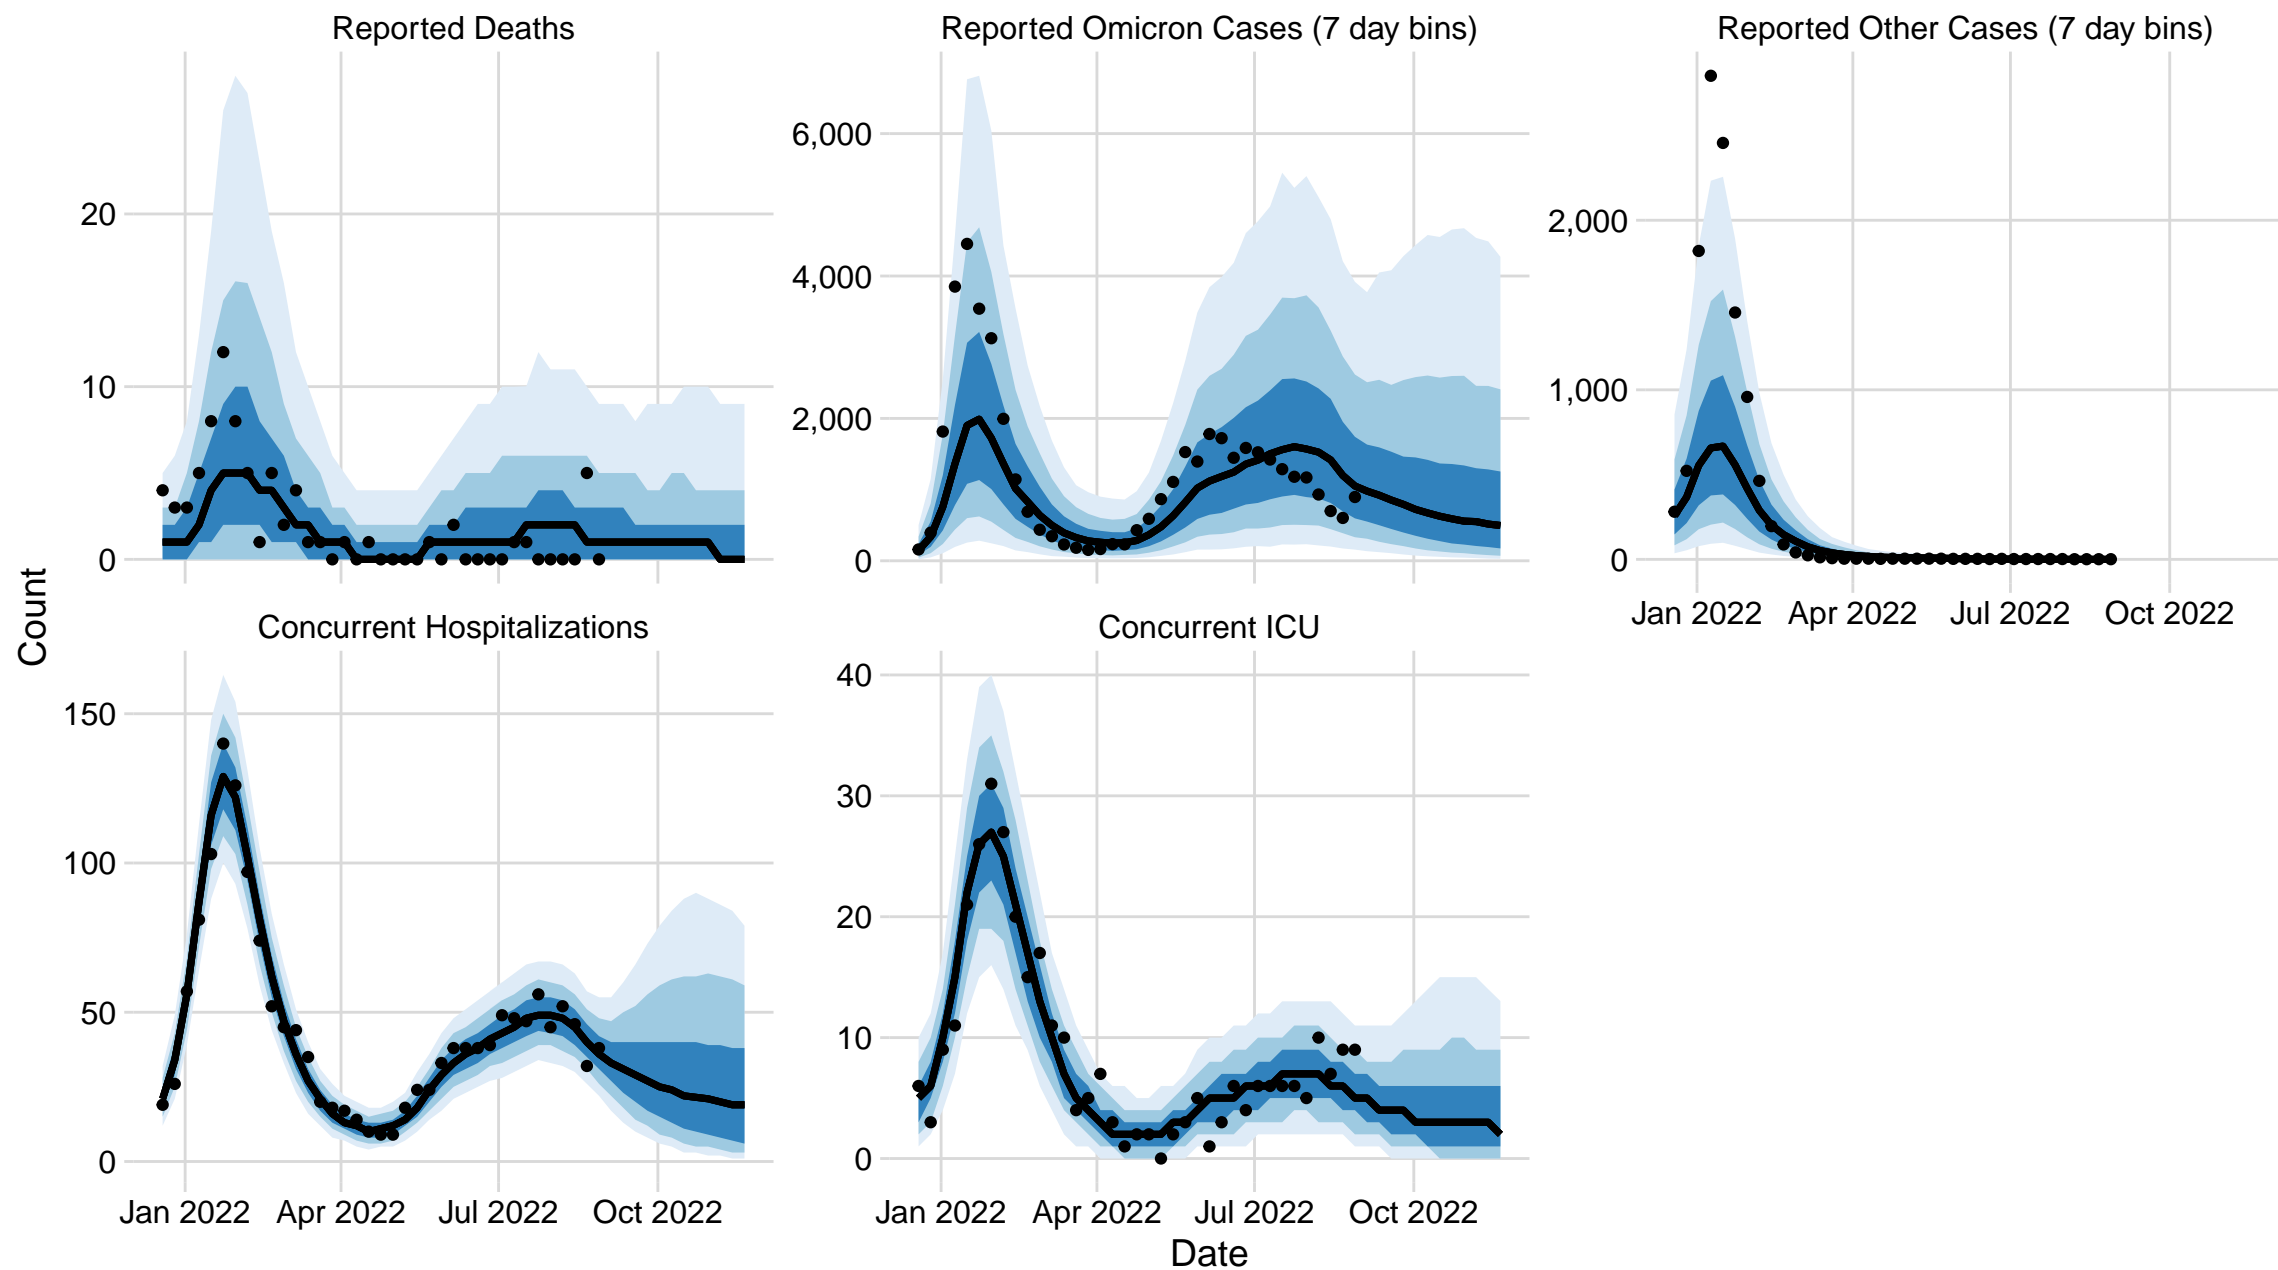 Reported Deaths
Reported Omicron Cases (7 day bins)
Reported Other Cases (7 day bins)
20
10
0
6,000
4,000
2,000
0
2,000
1,000
0
Jan 2022 Apr 2022 Jul 2022 Oct 2022
Count
Concurrent Hospitalizations
Concurrent ICU
150
100
50
0
40
30
20
10
0
Jan 2022 Apr 2022 Jul 2022 Oct 2022
Jan 2022 Apr 2022 Jul 2022 Oct 2022
Date